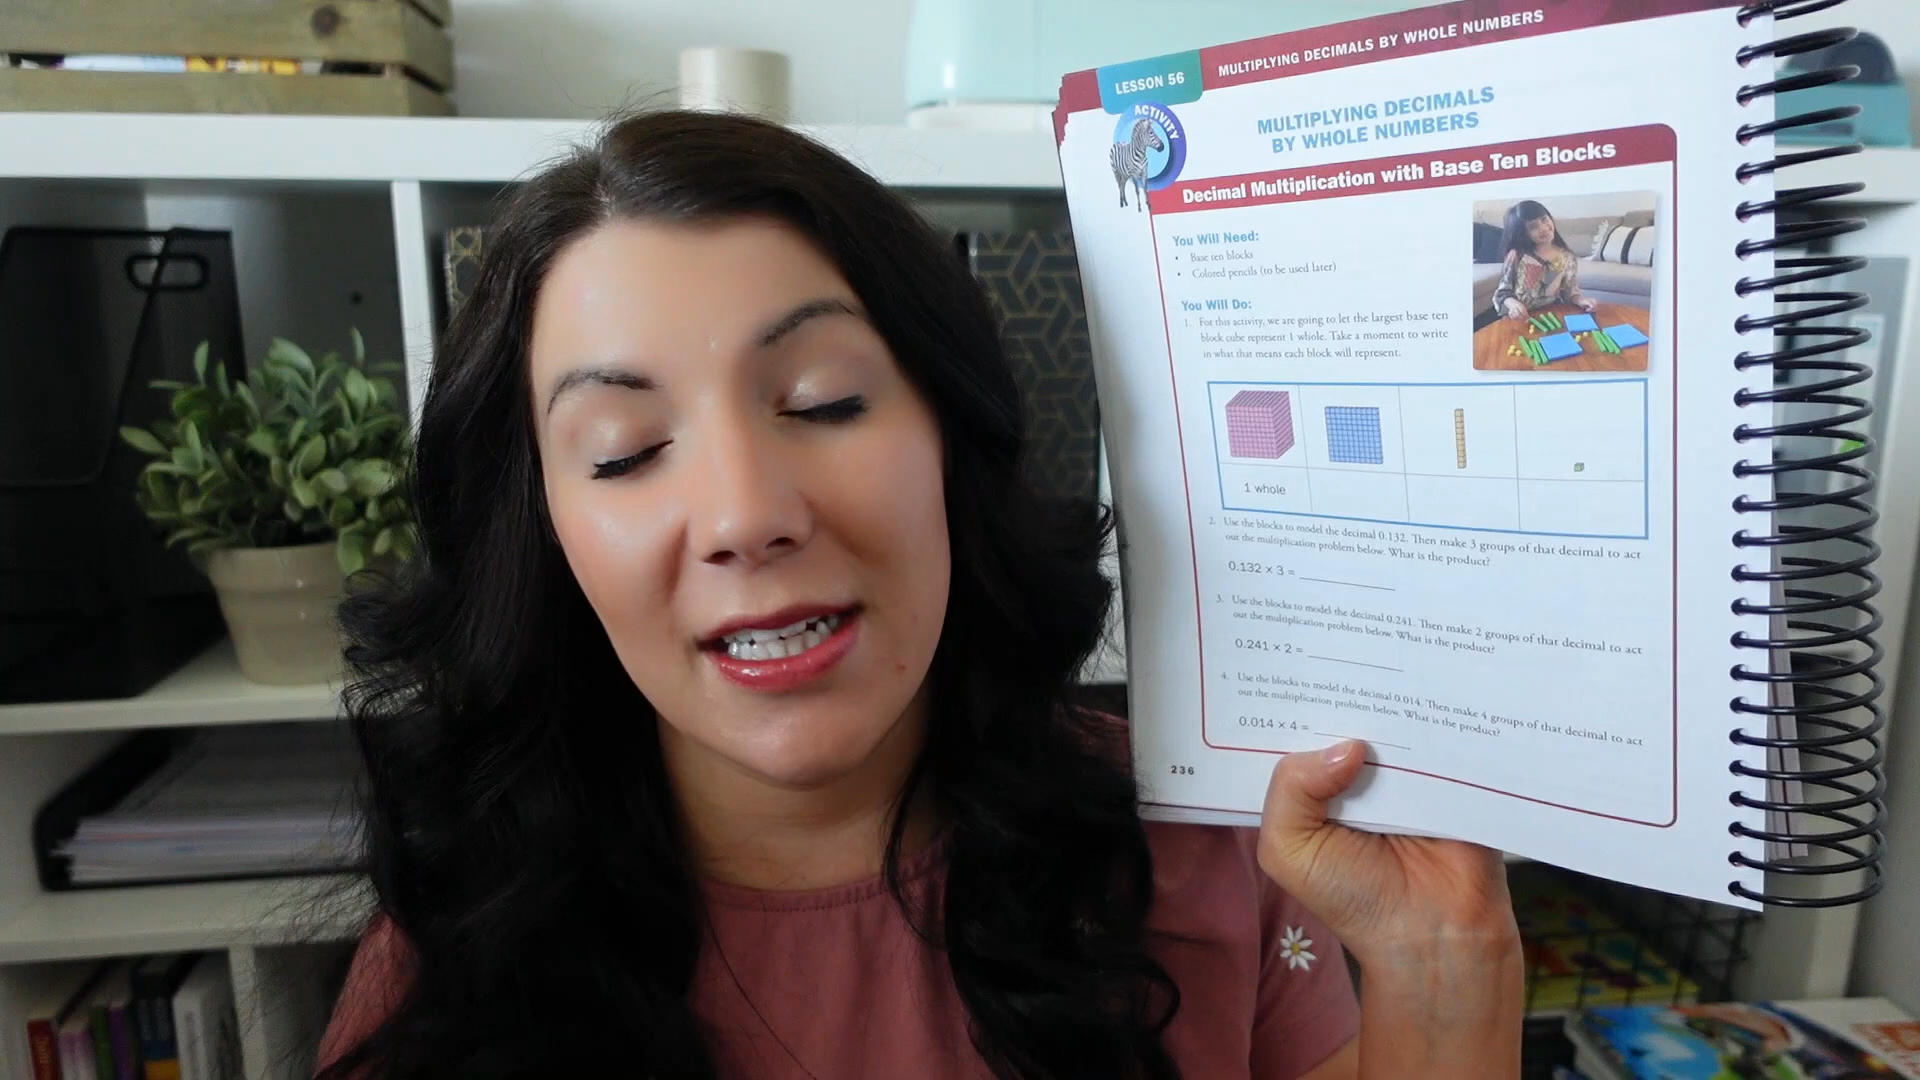 MULTIPLYING DECIMALS BY WHOLE NUMBERS
LESSON 56
ACTIVITY
MULTIPLYING DECIMALS
BY WHOLE NUMBERS
Decimal Multiplication with Base Ten Blocks
You Will Need:
• Base ten blocks
• Colored pencils (to be used later)
You Will Do:
1. For this activity, we are going to let the largest base ten
block cube represent 1 whole. Take a moment to write
in what that means each block will represent.
1 whole
2. Use the blocks to model the decimal 0.132. Then make 3 groups of that decimal to act
out the multiplication problem below. What is the product?
0.132 × 3 =
3. Use the blocks to model the decimal 0.241. Then make 2 groups of that decimal to act
out the multiplication problem below. What is the product?
0.241 × 2 =
4. Use the blocks to model the decimal 0.014. Then make 4 groups of that decimal to act
out the multiplication problem below. What is the product?
0.014 × 4 =
236